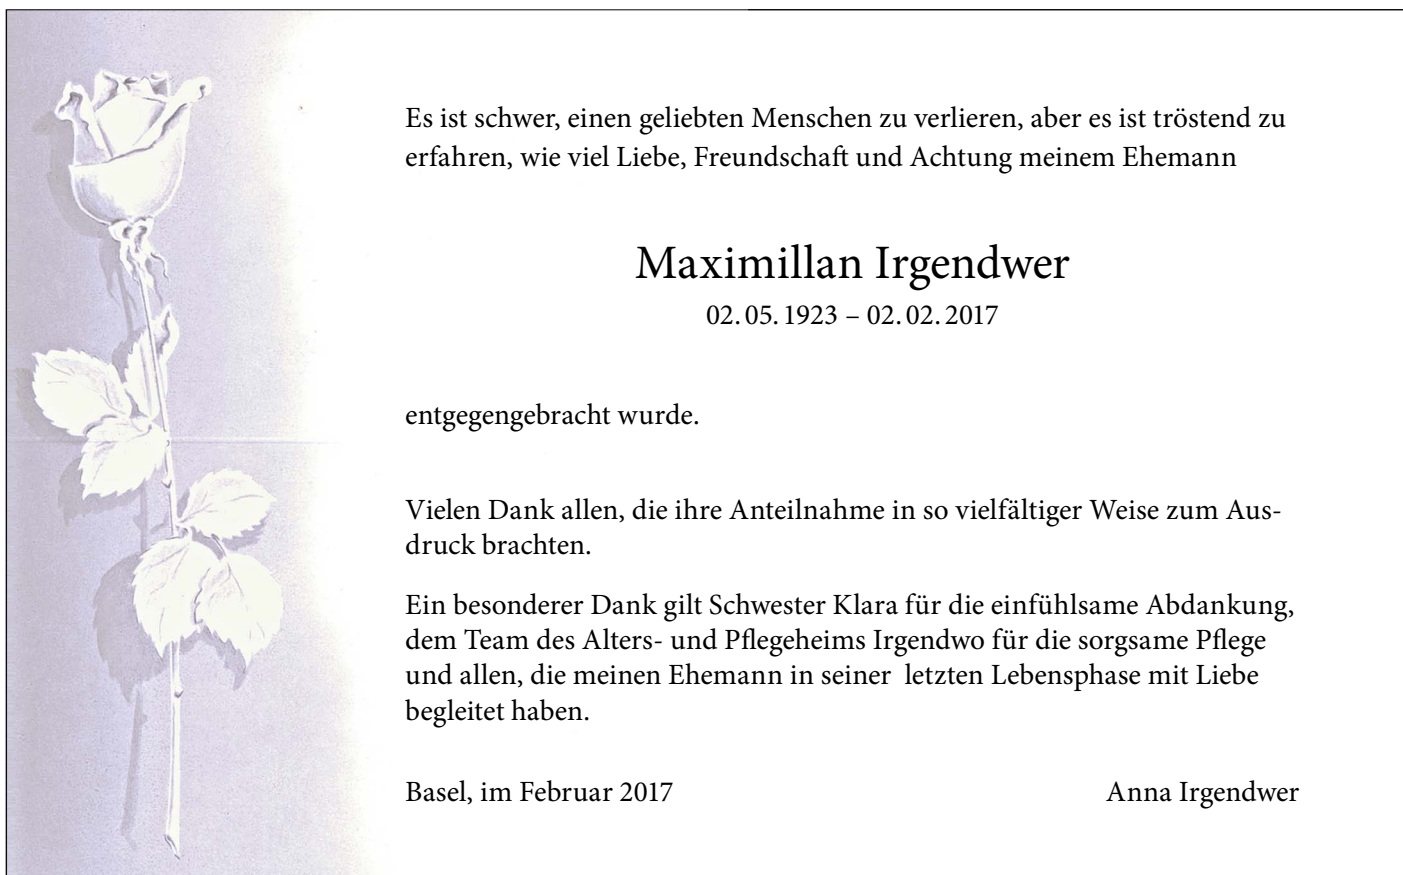 Es ist schwer, einen geliebten Menschen zu verlieren, aber es ist tröstend zu
erfahren, wie viel Liebe, Freundschaft und Achtung meinem Ehemann
Maximillan Irgendwer
02. 05. 1923 – 02. 02. 2017
entgegengebracht wurde.
Vielen Dank allen, die ihre Anteilnahme in so vielfältiger Weise zum Aus-
druck brachten.
Ein besonderer Dank gilt Schwester Klara für die einfühlsame Abdankung,
dem Team des Alters- und Pflegeheims Irgendwo für die sorgsame Pflege
und allen, die meinen Ehemann in seiner  letzten Lebensphase mit Liebe
begleitet haben.
Basel, im Februar 2017 Anna Irgendwer